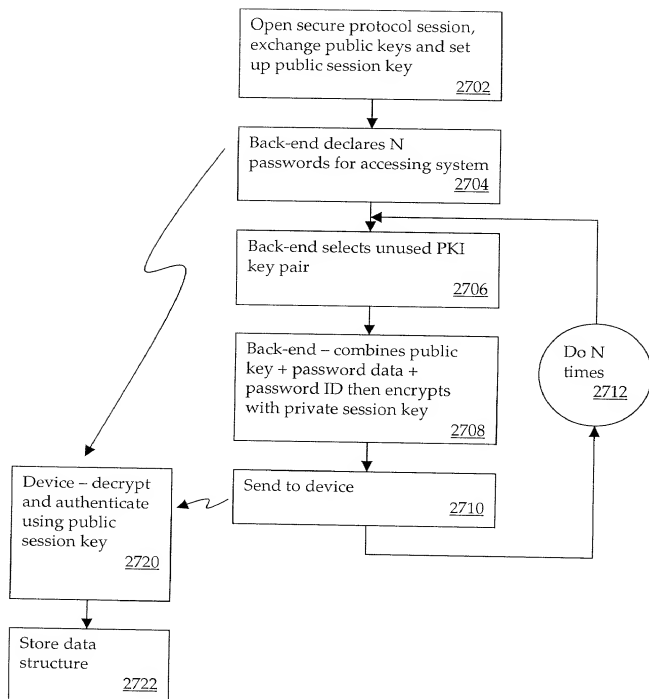 Open secure protocol session,
exchange public keys and set
up public session key
2702
Back-end declares N
passwords for accessing system
2704
Back-end selects unused PKI
key pair
2706
Back-end – combines public
key + password data +
password ID then encrypts
with private session key
2708
Do N
times
2712
Send to device
2710
Device – decrypt
and authenticate
using public
session key
2720
Store data
structure
2722